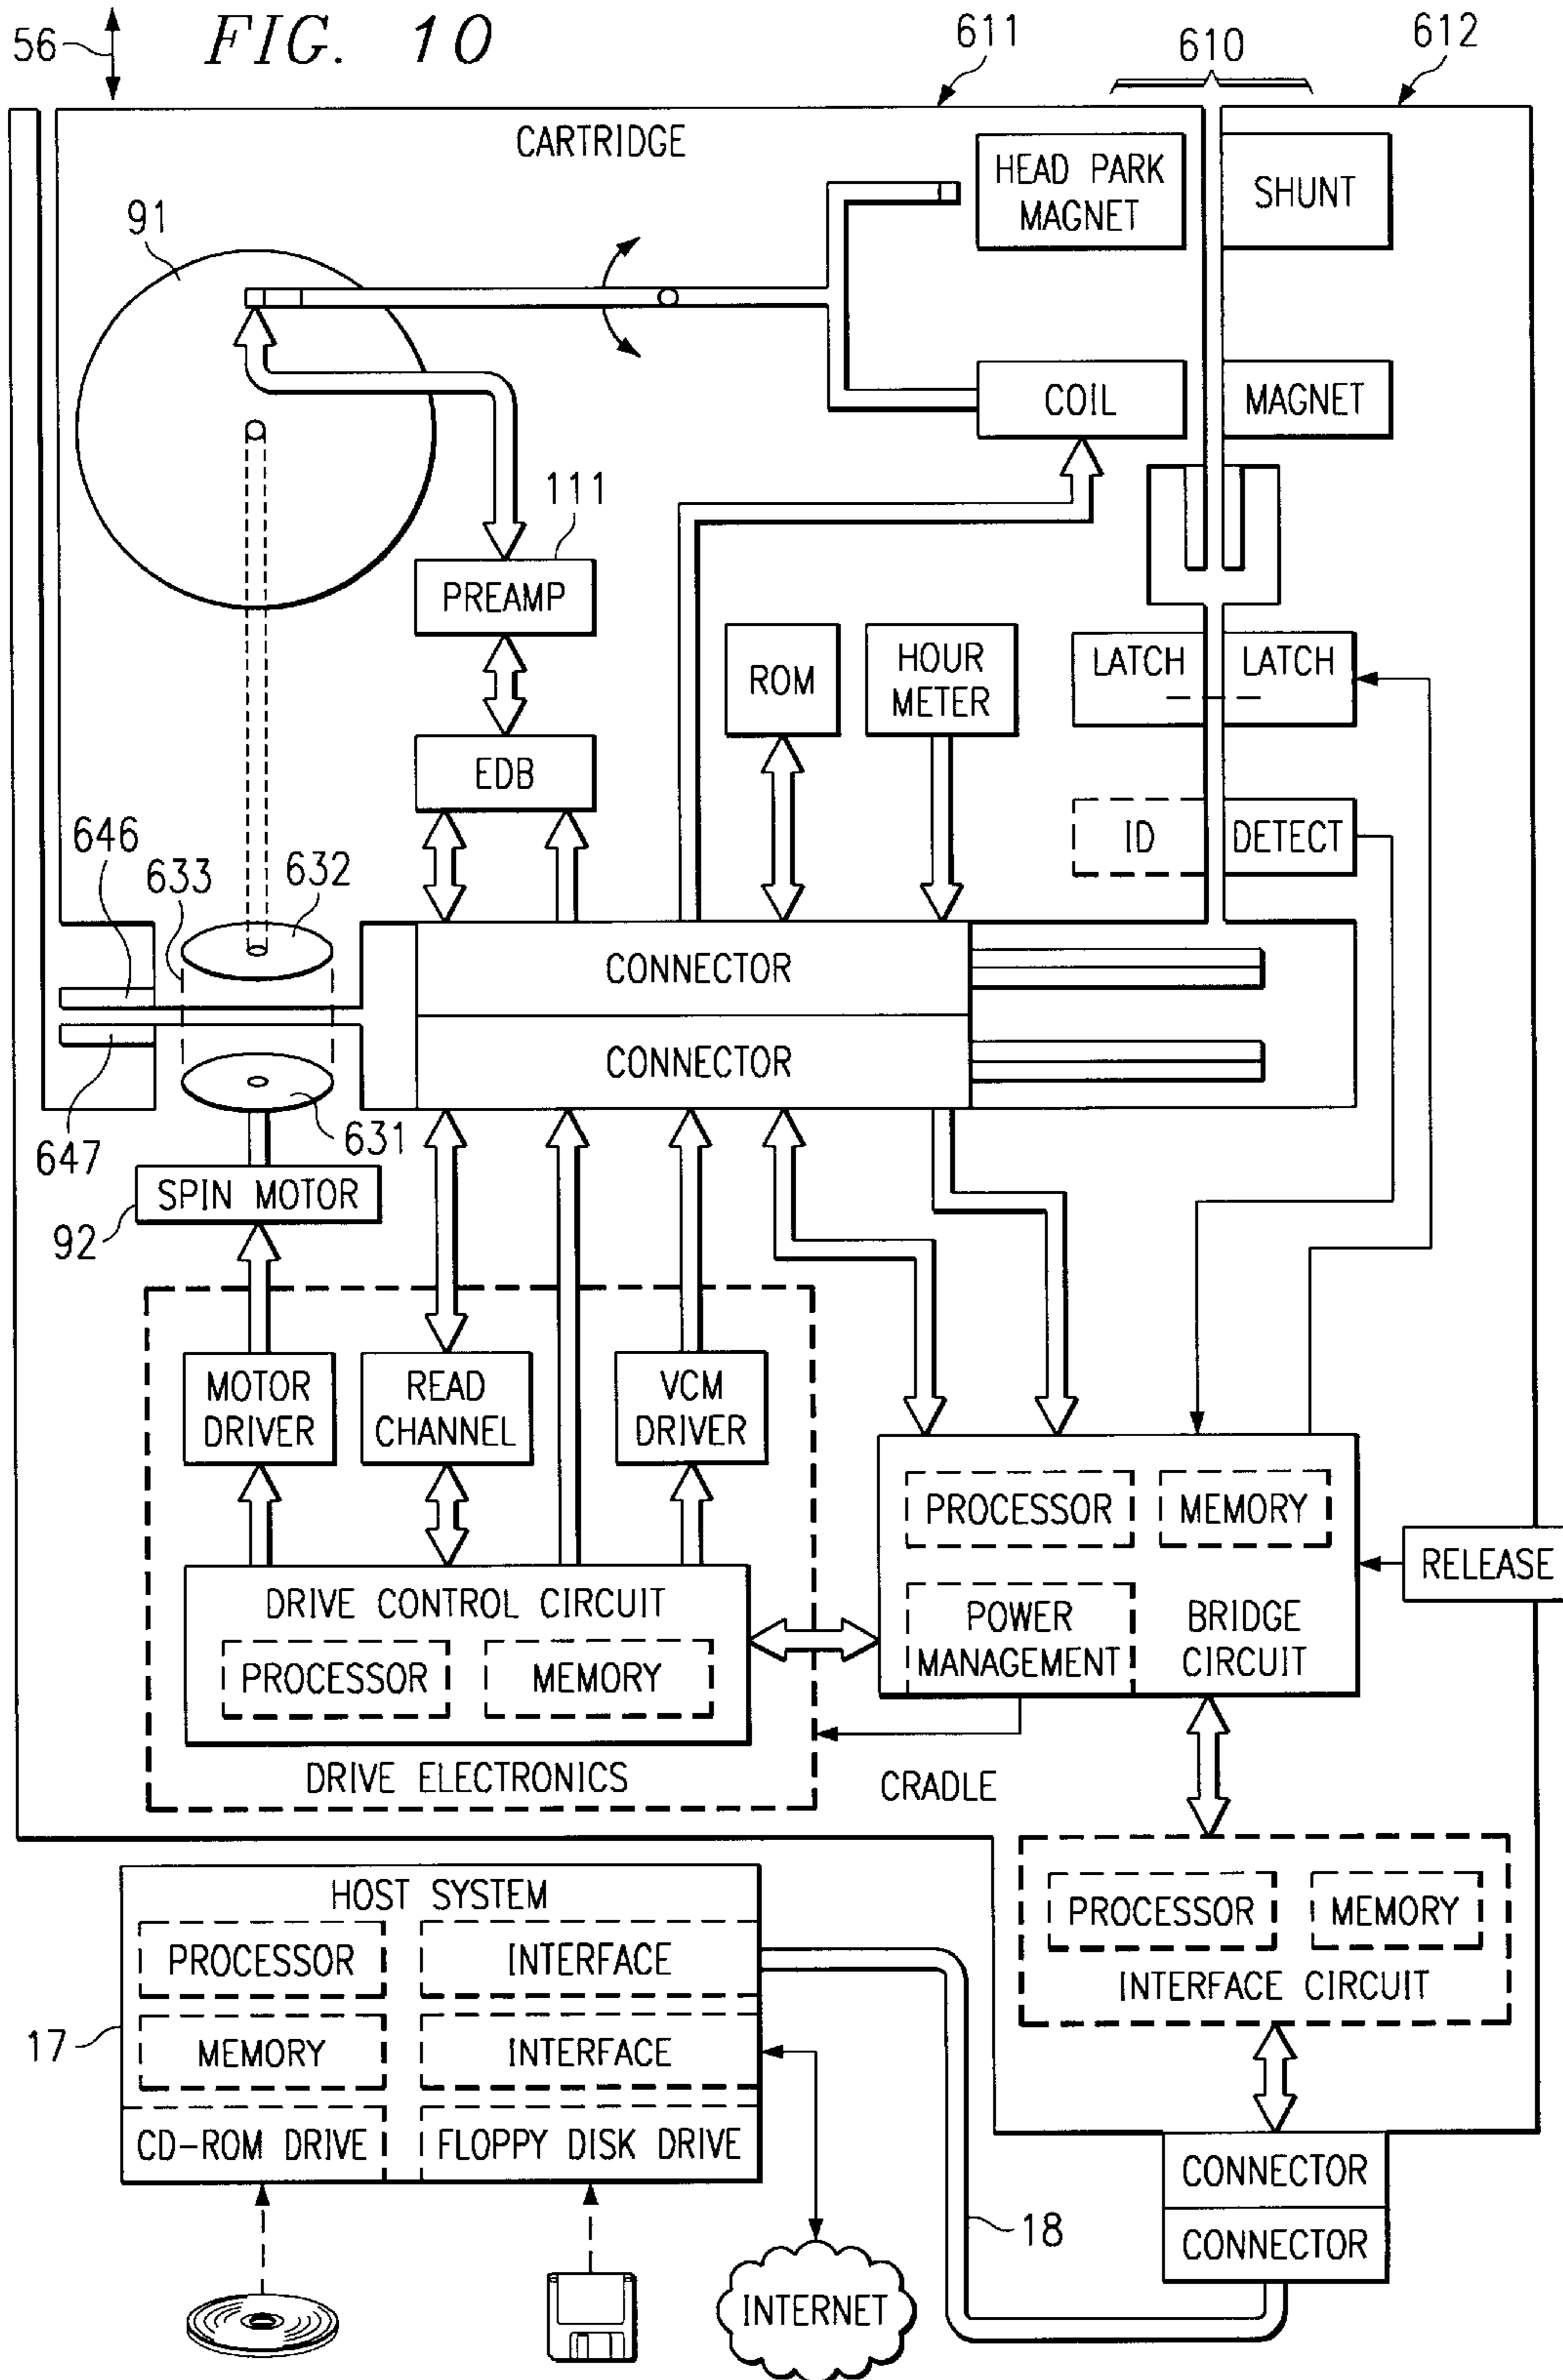 56
FIG. 10
611
610
612
CARTRIDGE
HEAD PARK
MAGNET
SHUNT
91
COIL
MAGNET
111
PREAMP
ROM
HOUR
METER
LATCH
LATCH
EDB
ID
DETECT
646
633
632
CONNECTOR
CONNECTOR
647
631
SPIN MOTOR
92
MOTOR
DRIVER
READ
CHANNEL
VCM
DRIVER
PROCESSOR
MEMORY
RELEASE
DRIVE CONTROL CIRCUIT
POWER
MANAGEMENT
BRIDGE
CIRCUIT
PROCESSOR
MEMORY
DRIVE ELECTRONICS
CRADLE
HOST SYSTEM
PROCESSOR
MEMORY
PROCESSOR
INTERFACE
INTERFACE CIRCUIT
17
MEMORY
INTERFACE
CD-ROM DRIVE
FLOPPY DISK DRIVE
CONNECTOR
18
CONNECTOR
INTERNET